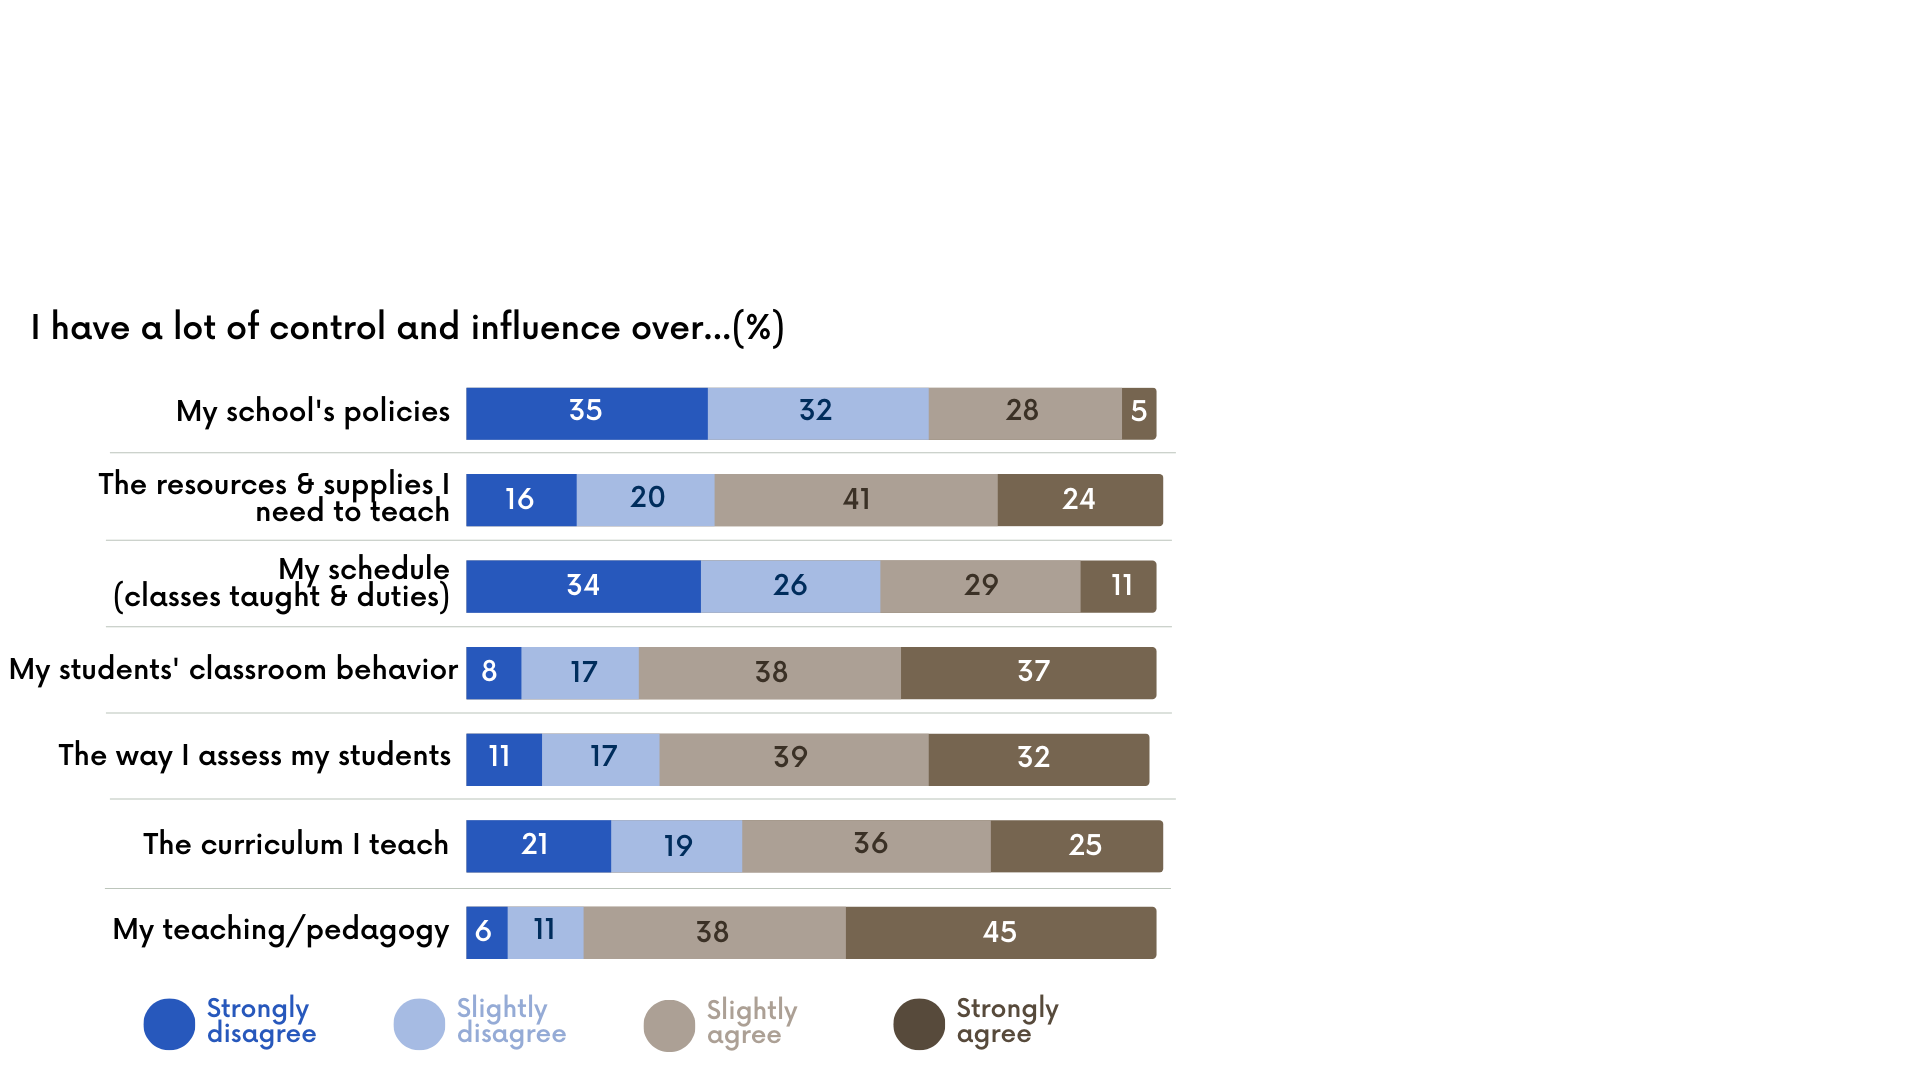 I have a lot of control and influence over...(%)
My school's policies
35 32 28 5
The resources & supplies I
need to teach
16 20 41 24
My schedule
(classes taught & duties)
34 26 29 11
My students' classroom behavior
8 17 38 37
The way I assess my students
11 17 39 32
The curriculum I teach
21 19 36 25
My teaching/pedagogy
6 11 38 45
Strongly
disagree
Slightly
disagree
Slightly
agree
Strongly
agree